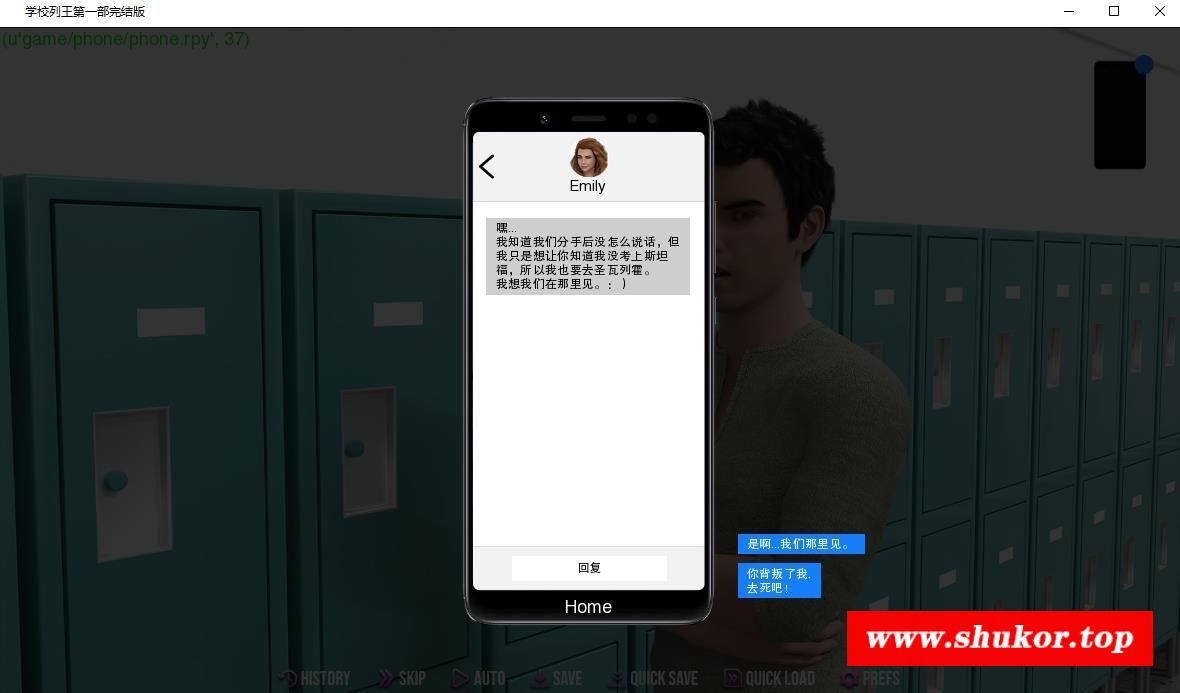 学校列王第一部完结版
(u'game/phone/phone.rpy', 37)
Emily
嘿...
我知道我们分手后没怎么说话，但
我只是想让你知道我没考上斯坦
福，所以我也要去圣瓦列霍。
我想我们在那里见。：）
是啊...我们那里见。
回复
你背叛了我.
去死吧！
Home
www.shukor.top
HISTORY
SKIP
AUTO
SAVE
QUICK SAVE
QUICK LOAD
PREFS